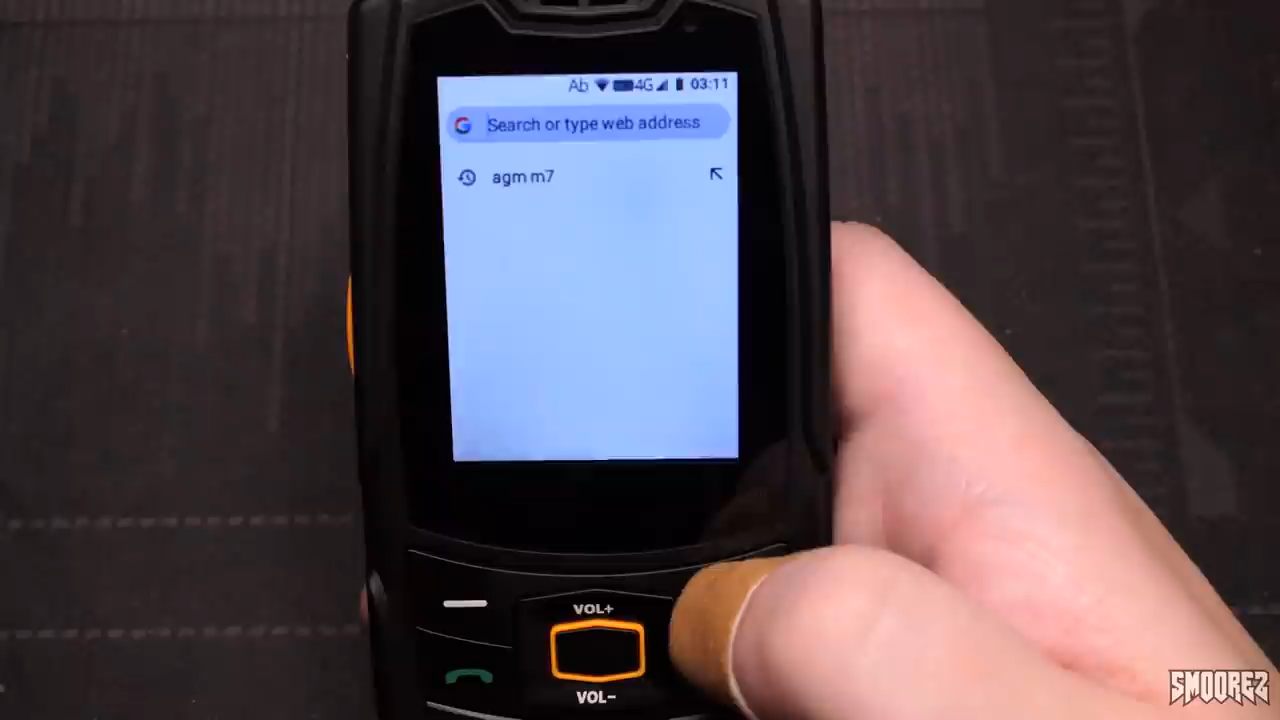 Ab 4G 03:11
Search or type web address
agm m7
VOL+
VOL-
SMOOREZ